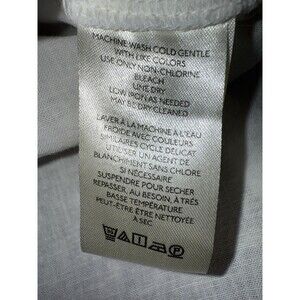 MACHINE WASH COLD GENTLE
WITH LIKE COLORS
USE ONLY NON-CHLORINE
BLEACH
LINE DRY
LOW IRON AS NEEDED
MAY BE DRY CLEANED
LAVER À LA MACHINE À L'EAU
FROIDE AVEC COULEURS
SIMILAIRES CYCLE DÉLICAT
UTILISER UN AGENT DE
BLANCHIMENT SANS CHLORE
SI NÉCESSAIRE
SUSPENDRE POUR SÉCHER
REPASSER, AU BESOIN, À
BASSE TEMPÉRATURE
PEUT-ÊTRE ÊTRE NETTOYÉE
À SEC